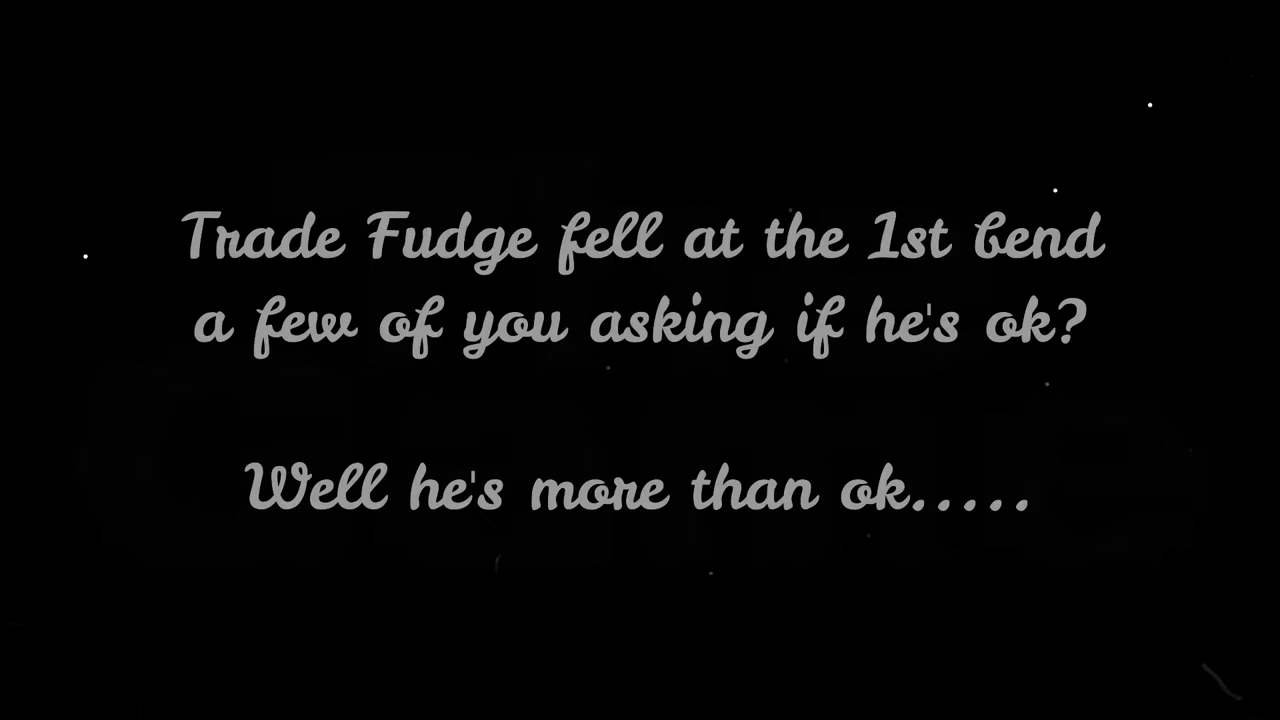 Trade Fudge fell at the 1st bend
a few of you asking if he's ok?
Well he's more than ok.....